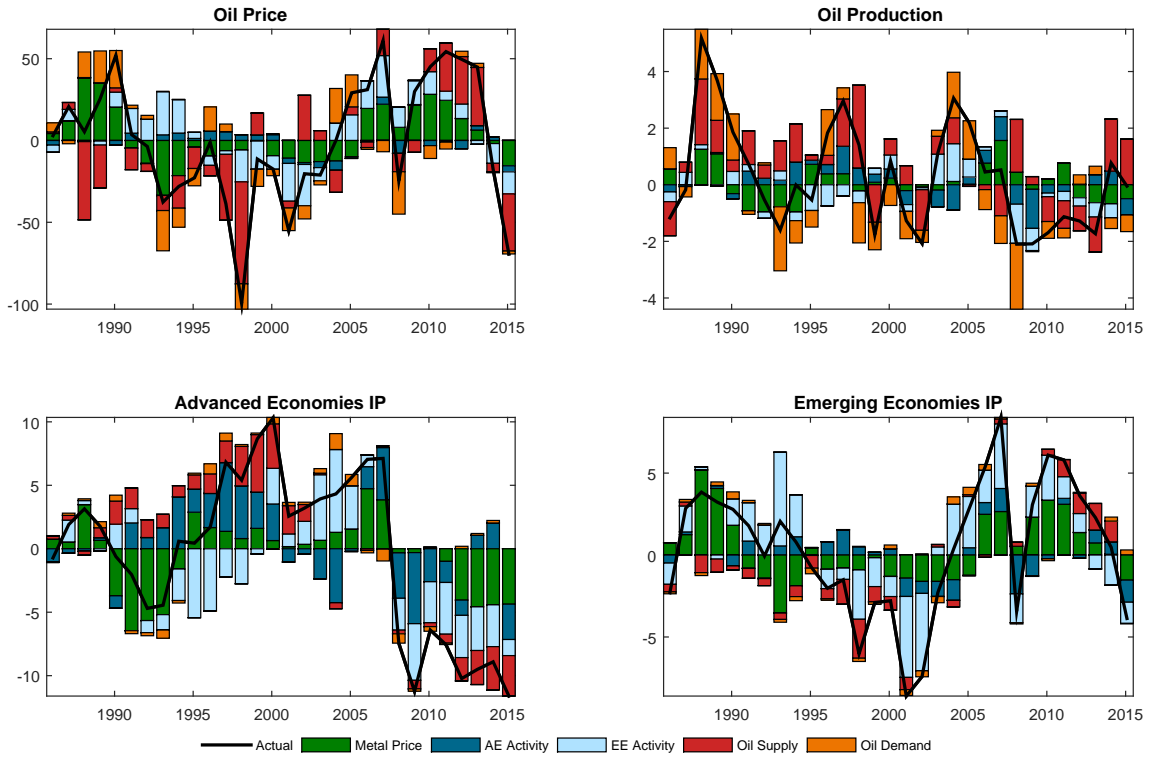 Oil Price
Oil Production
50
0
-50
-100
1990 1995 2000 2005 2010 2015
4
2
0
-2
-4
1990 1995 2000 2005 2010 2015
Advanced Economies IP
Emerging Economies IP
10
5
0
-5
-10
1990 1995 2000 2005 2010 2015
5
0
-5
1990 1995 2000 2005 2010 2015
Actual Metal Price AE Activity EE Activity Oil Supply Oil Demand